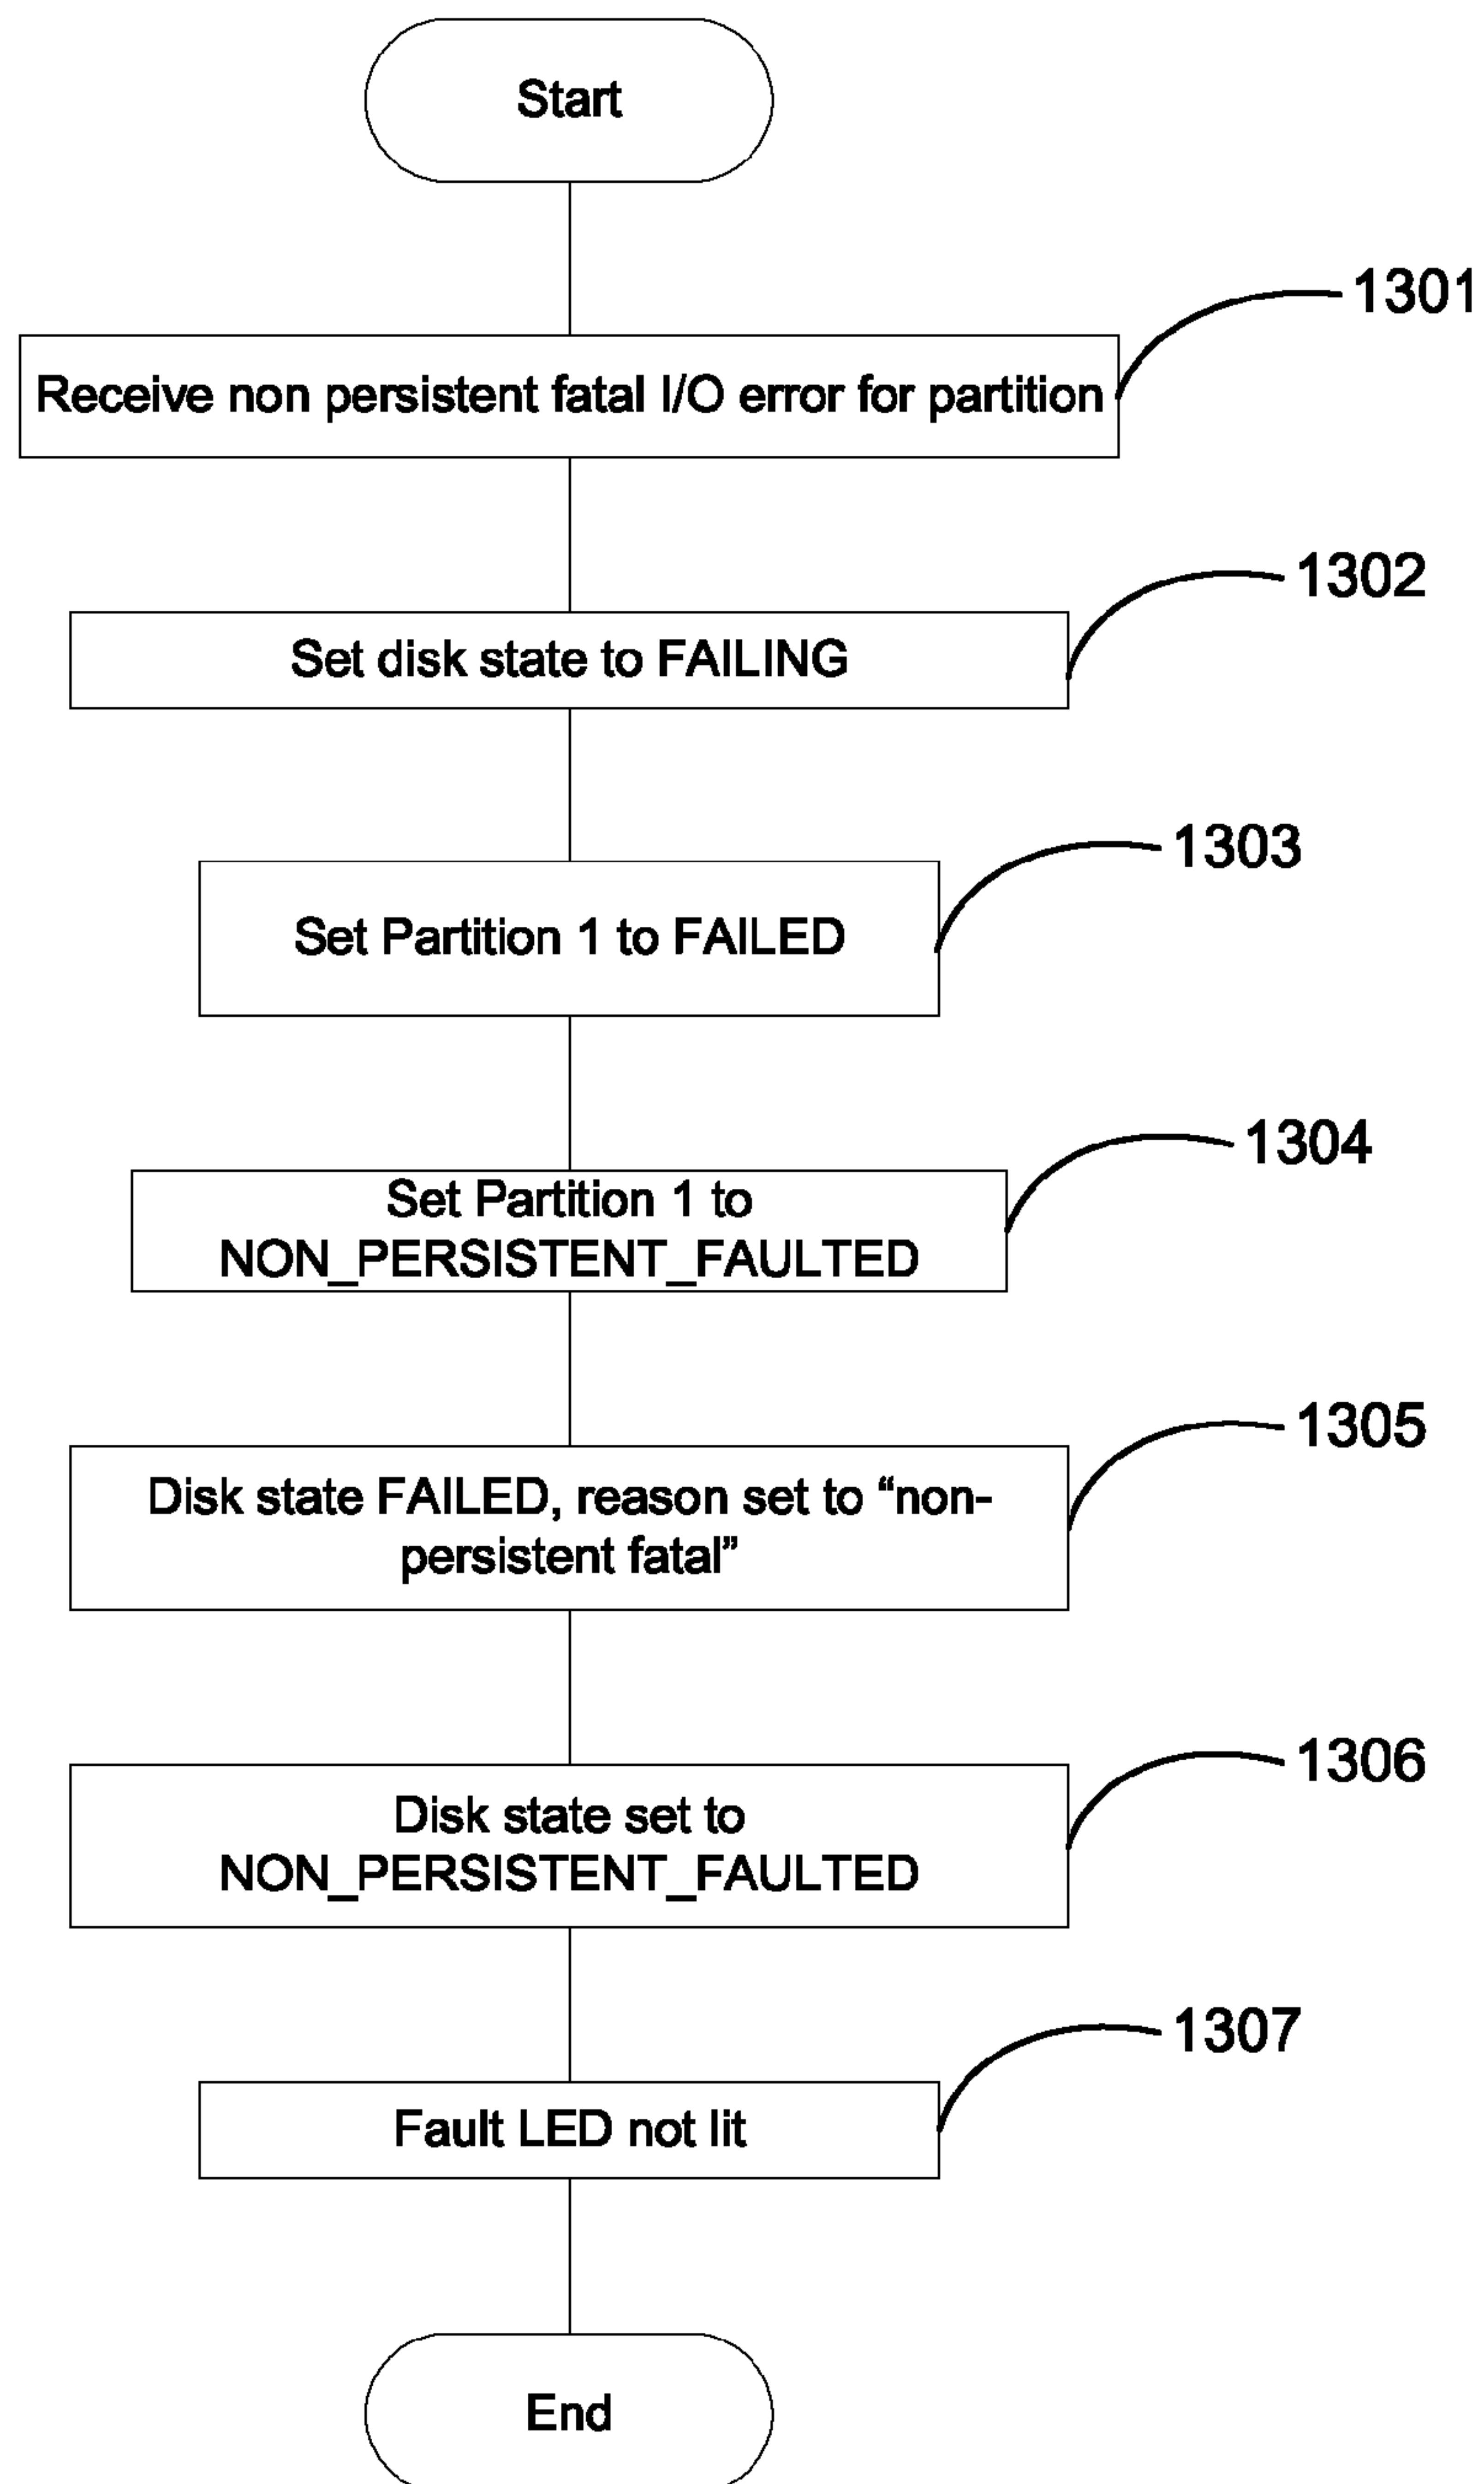 Start
1301
Receive non persistent fatal I/O error for partition
1302
Set disk state to FAILING
1303
Set Partition 1 to FAILED
1304
Set Partition 1 to
NON_PERSISTENT_FAULTED
1305
Disk state FAILED, reason set to “non-
persistent fatal”
1306
Disk state set to
NON_PERSISTENT_FAULTED
1307
Fault LED not lit
End